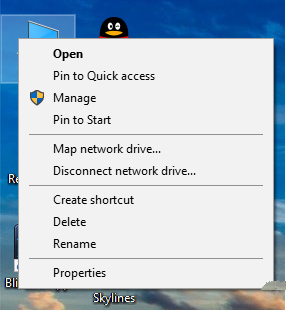 Open
Pin to Quick access
Manage
Pin to Start
Map network drive...
Disconnect network drive...
Create shortcut
Delete
Rename
Properties
Skylines